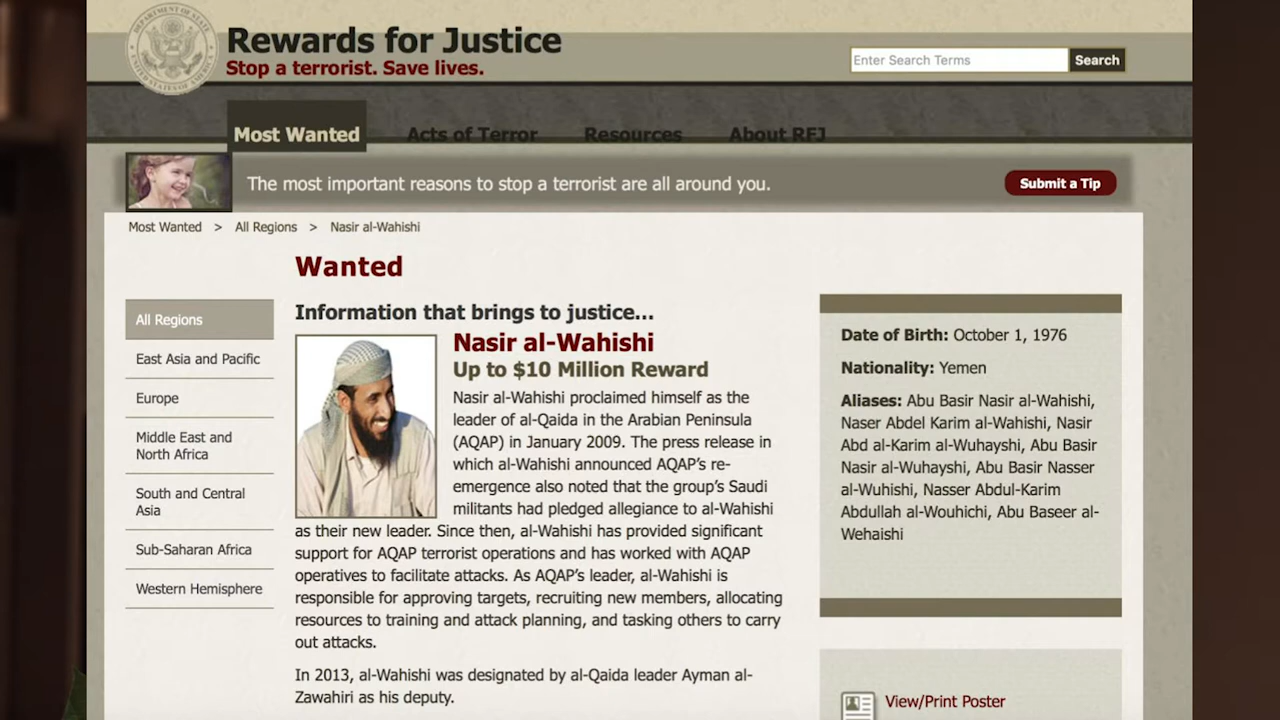 DEPARTMENT OF STATE
UNITED STATES OF AMERICA
Rewards for Justice
Stop a terrorist. Save lives.
Enter Search Terms
Search
Most Wanted
Acts of Terror
Resources
About RFJ
The most important reasons to stop a terrorist are all around you.
Submit a Tip
Most Wanted > All Regions > Nasir al-Wahishi
Wanted
All Regions
East Asia and Pacific
Europe
Middle East and
North Africa
South and Central
Asia
Sub-Saharan Africa
Western Hemisphere
Information that brings to justice...
Nasir al-Wahishi
Up to $10 Million Reward
Nasir al-Wahishi proclaimed himself as the
leader of al-Qaida in the Arabian Peninsula
(AQAP) in January 2009. The press release in
which al-Wahishi announced AQAP's re-
emergence also noted that the group's Saudi
militants had pledged allegiance to al-Wahishi
as their new leader. Since then, al-Wahishi has provided significant
support for AQAP terrorist operations and has worked with AQAP
operatives to facilitate attacks. As AQAP's leader, al-Wahishi is
responsible for approving targets, recruiting new members, allocating
resources to training and attack planning, and tasking others to carry
out attacks.
In 2013, al-Wahishi was designated by al-Qaida leader Ayman al-
Zawahiri as his deputy.
Date of Birth: October 1, 1976
Nationality: Yemen
Aliases: Abu Basir Nasir al-Wahishi,
Naser Abdel Karim al-Wahishi, Nasir
Abd al-Karim al-Wuhayshi, Abu Basir
Nasir al-Wuhayshi, Abu Basir Nasser
al-Wuhishi, Nasser Abdul-Karim
Abdullah al-Wouhichi, Abu Baseer al-
Wehaishi
View/Print Poster